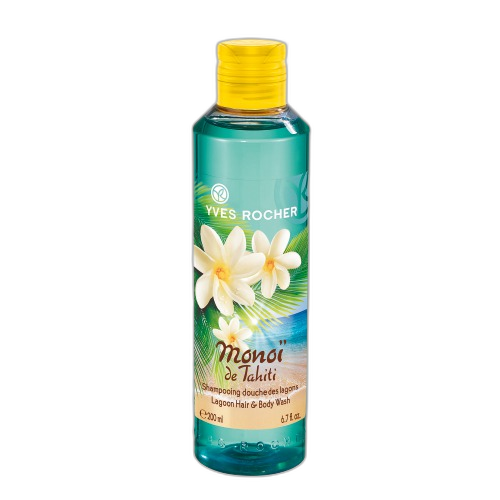 YR
YVES ROCHER
Monoï
de Tahiti
Shampooing douche des lagons
Lagoon Hair & Body Wash
e 200 ml 6.7 fl.oz.